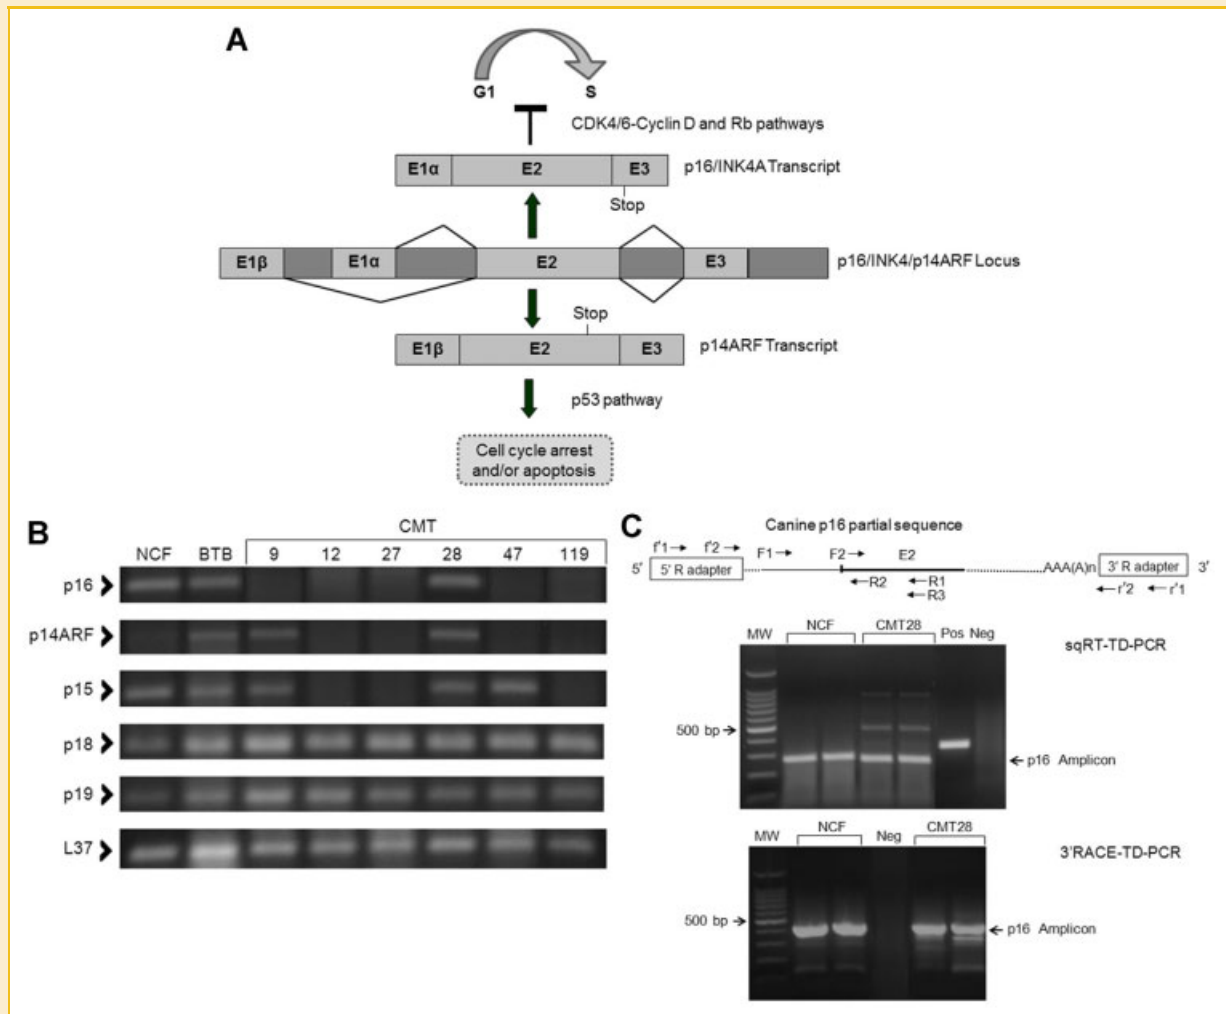 A
G1 S
CDK4/6-Cyclin D and Rb pathways
E1α E2 E3 p16/INK4A Transcript
Stop
E1β E1α E2 E3 p16/INK4/p14ARF Locus
Stop
E1β E2 E3 p14ARF Transcript
p53 pathway
Cell cycle arrest
and/or apoptosis
B
CMT
NCF BTB 9 12 27 28 47 119
p16
p14ARF
p15
p18
p19
L37
C
Canine p16 partial sequence
f'1 f'2 F1 F2 E2
5' 5' R adapter AAA(A)n 3' R adapter 3'
R2 R1 r'2 r'1
R3
MW NCF CMT28 Pos Neg
sqRT-TD-PCR
500 bp
p16 Amplicon
MW NCF Neg CMT28
3'RACE-TD-PCR
500 bp
p16 Amplicon